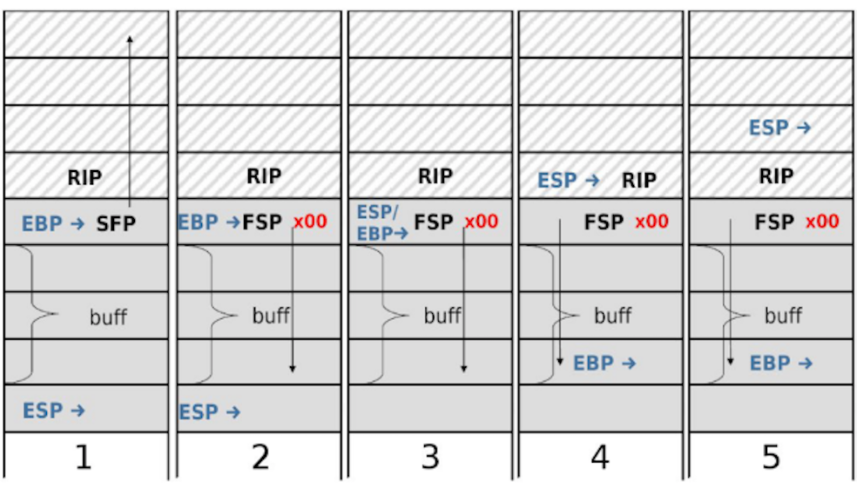 RIP
EBP → SFP
buff
ESP →
1
RIP
EBP →FSP x00
buff
ESP →
2
RIP
ESP/
EBP→ FSP x00
buff
3
ESP → RIP
FSP x00
buff
EBP →
4
ESP →
RIP
FSP x00
buff
EBP →
5